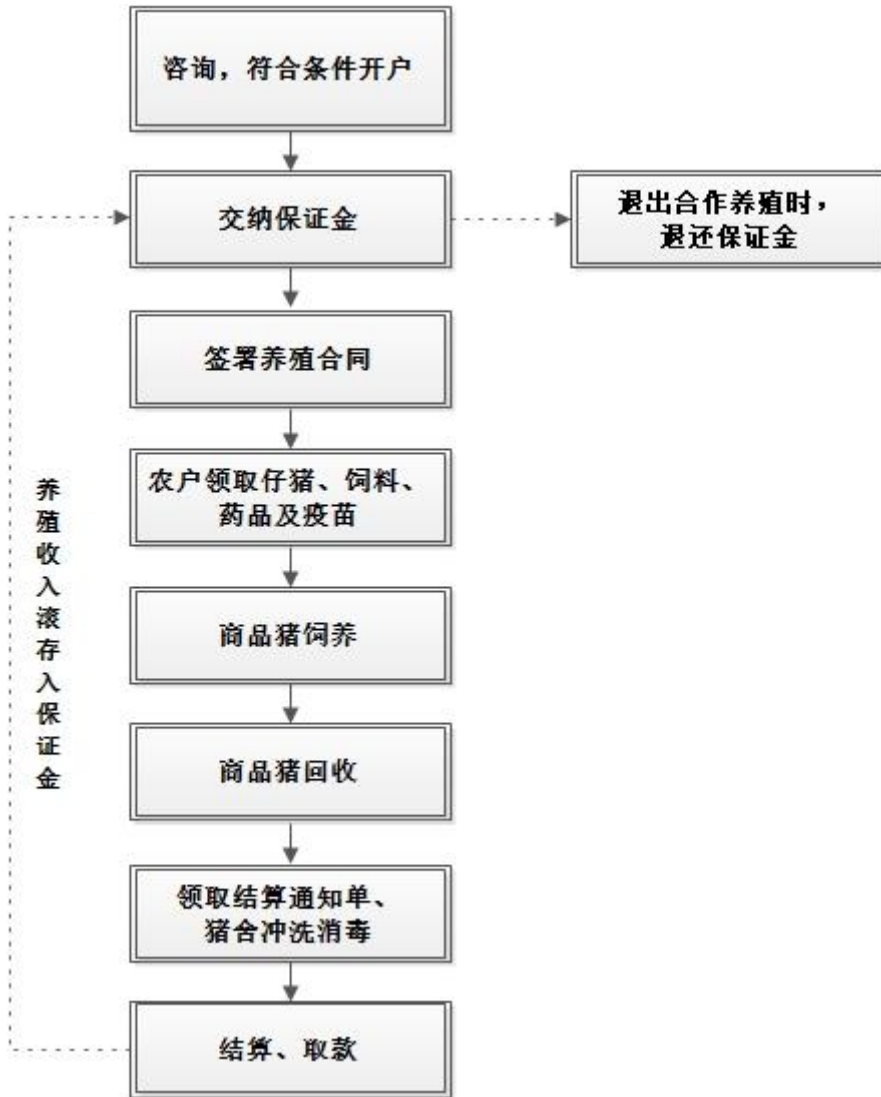 咨询，符合条件开户
交纳保证金
退出合作养殖时，
退还保证金
签署养殖合同
农户领取仔猪、饲料、
药品及疫苗
商品猪饲养
商品猪回收
领取结算通知单、
猪舍冲洗消毒
结算、取款
养殖收入滚存入保证金